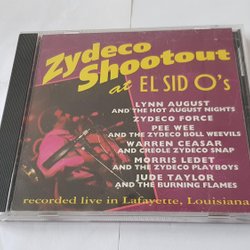 Zydeco
Shootout
at EL SID O's
LYNN AUGUST
AND THE HOT AUGUST NIGHTS
ZYDECO FORCE
PEE WEE
AND THE ZYDECO BOLL WEEVILS
WARREN CEASAR
AND CREOLE ZYDECO SNAP
MORRIS LEDET
AND THE ZYDECO PLAYBOYS
JUDE TAYLOR
AND THE BURNING FLAMES
recorded live in Lafayette, Louisiana